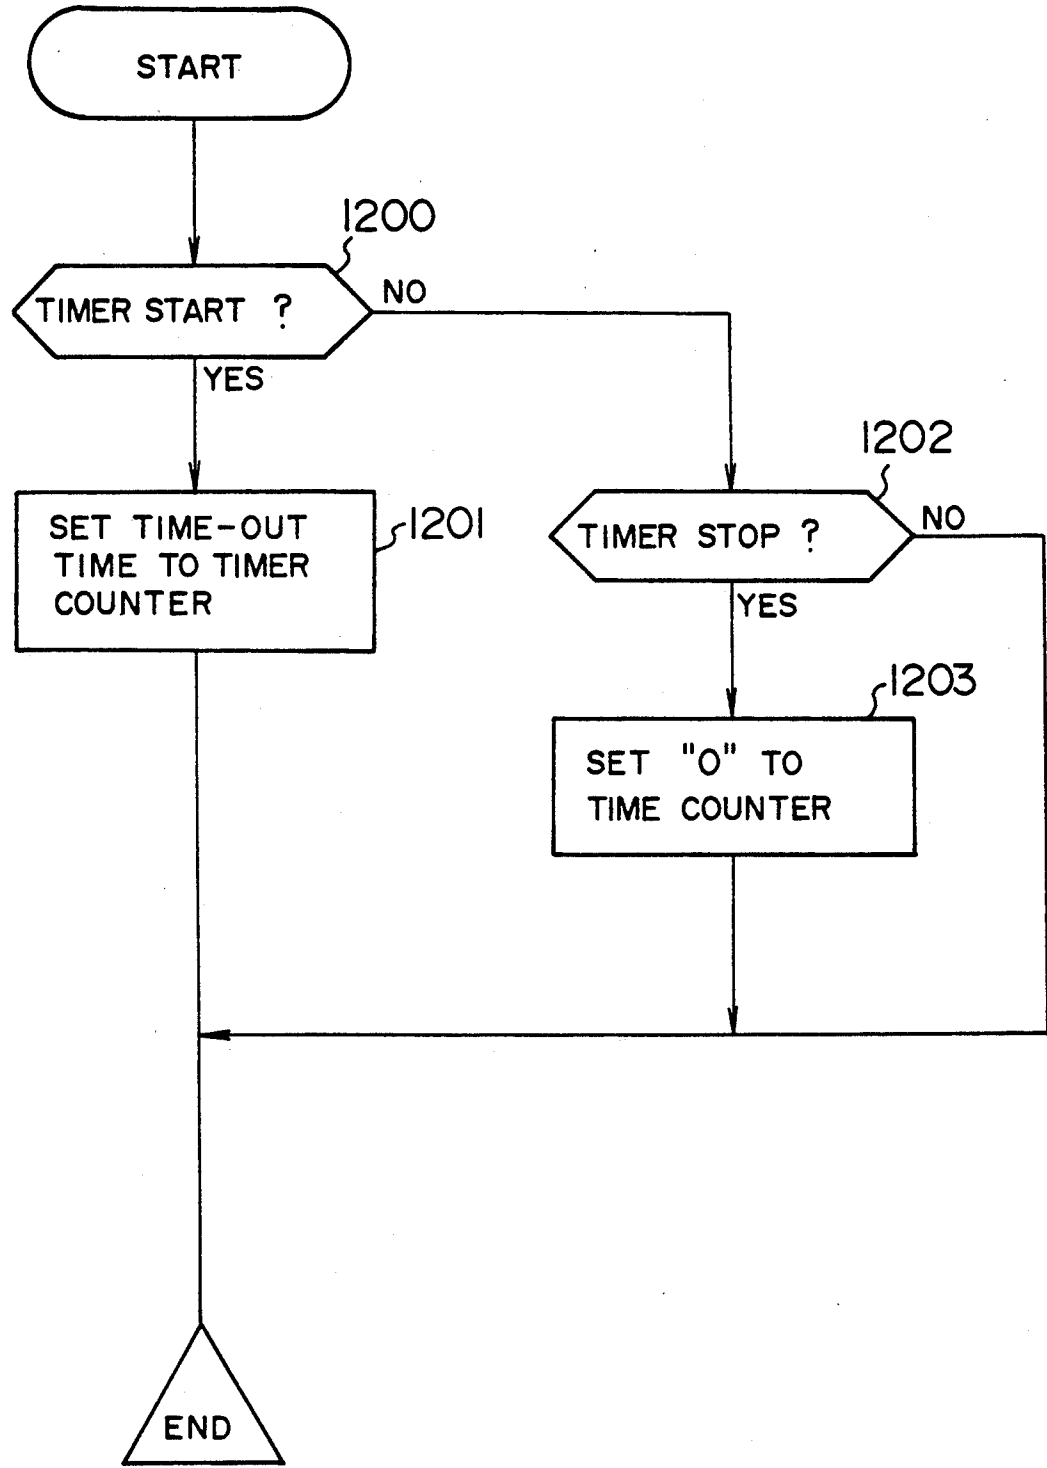 START
1200
TIMER START ?
NO
YES
1202
SET TIME-OUT
TIME TO TIMER
COUNTER
1201
TIMER STOP ?
NO
YES
1203
SET "0" TO
TIME COUNTER
END